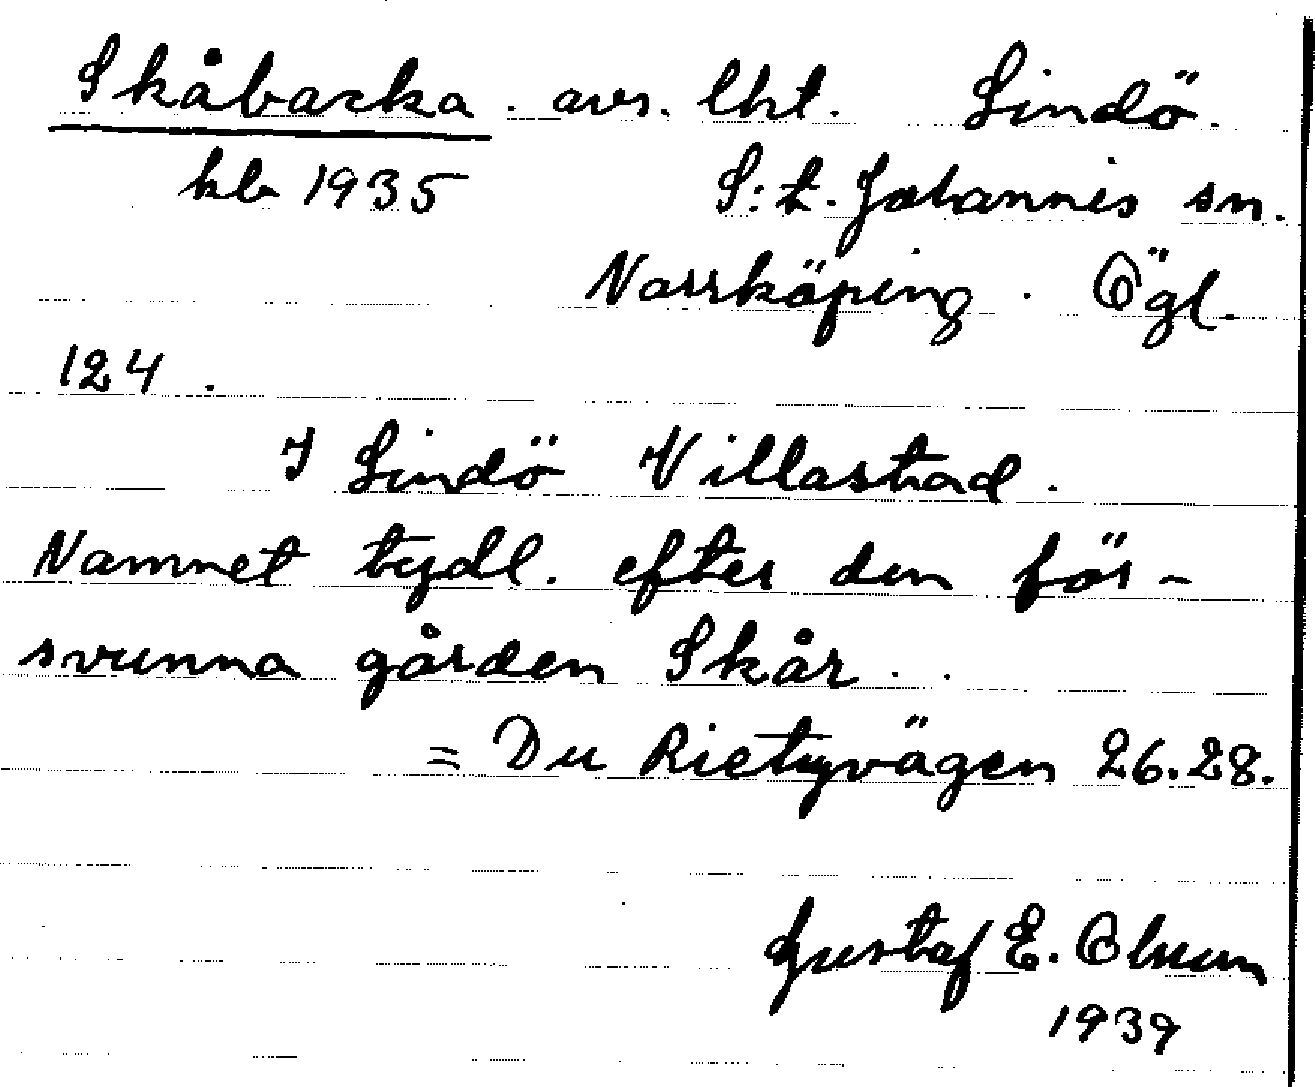 Skåbacka . avs. lht. Lindö.
kb 1935 S:t. Johannis sn.
Norrköping . Ögl.
124 .
I Lindö Villastad .
Namnet tydl. efter den för-
svunna gården Skår . .
= Du Rietzvägen 26.28.
Gustaf E. Olsson
1939